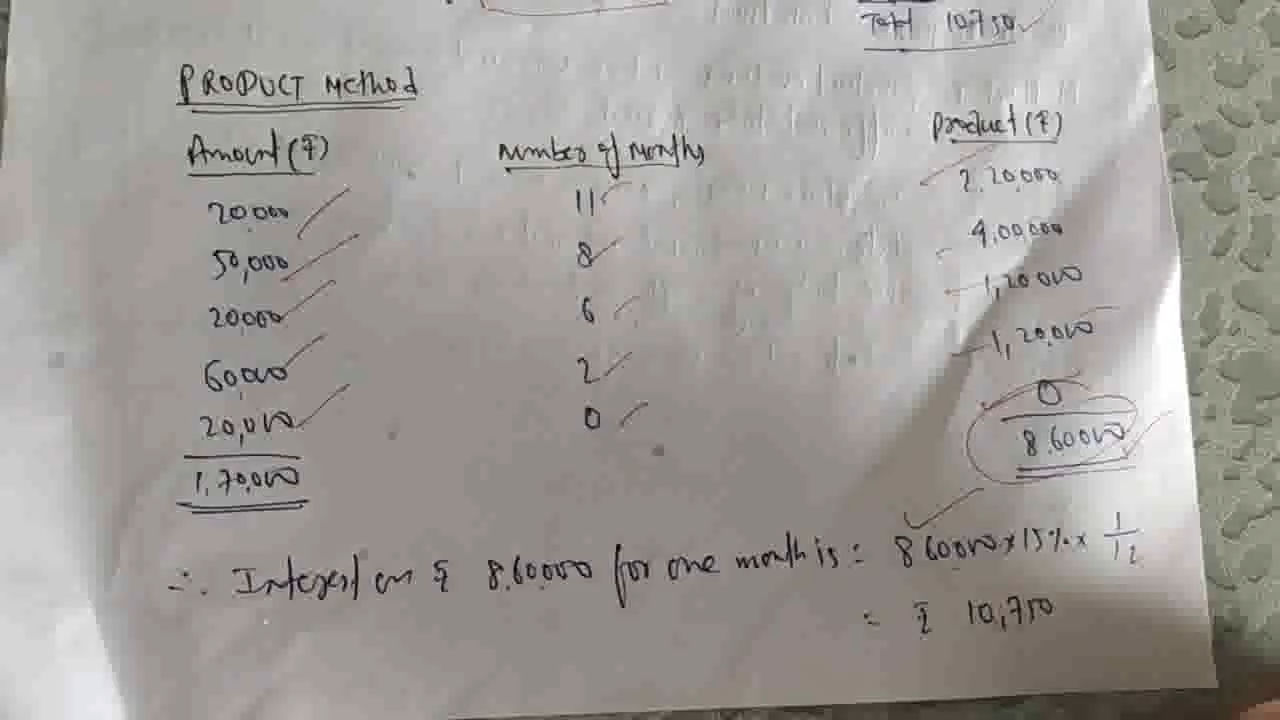 Total 10,750
PRODUCT Method
Amount (₹) Number of Months Product (₹)
20,000 11 2,20,000
50,000 8 4,00,000
20,000 6 1,20,000
60,000 2 1,20,000
20,000 0 0
1,70,000 8,60,000
∴ Interest on ₹ 8,60,000 for one month is = 860000 x 15% x 1/12
= ₹ 10,750